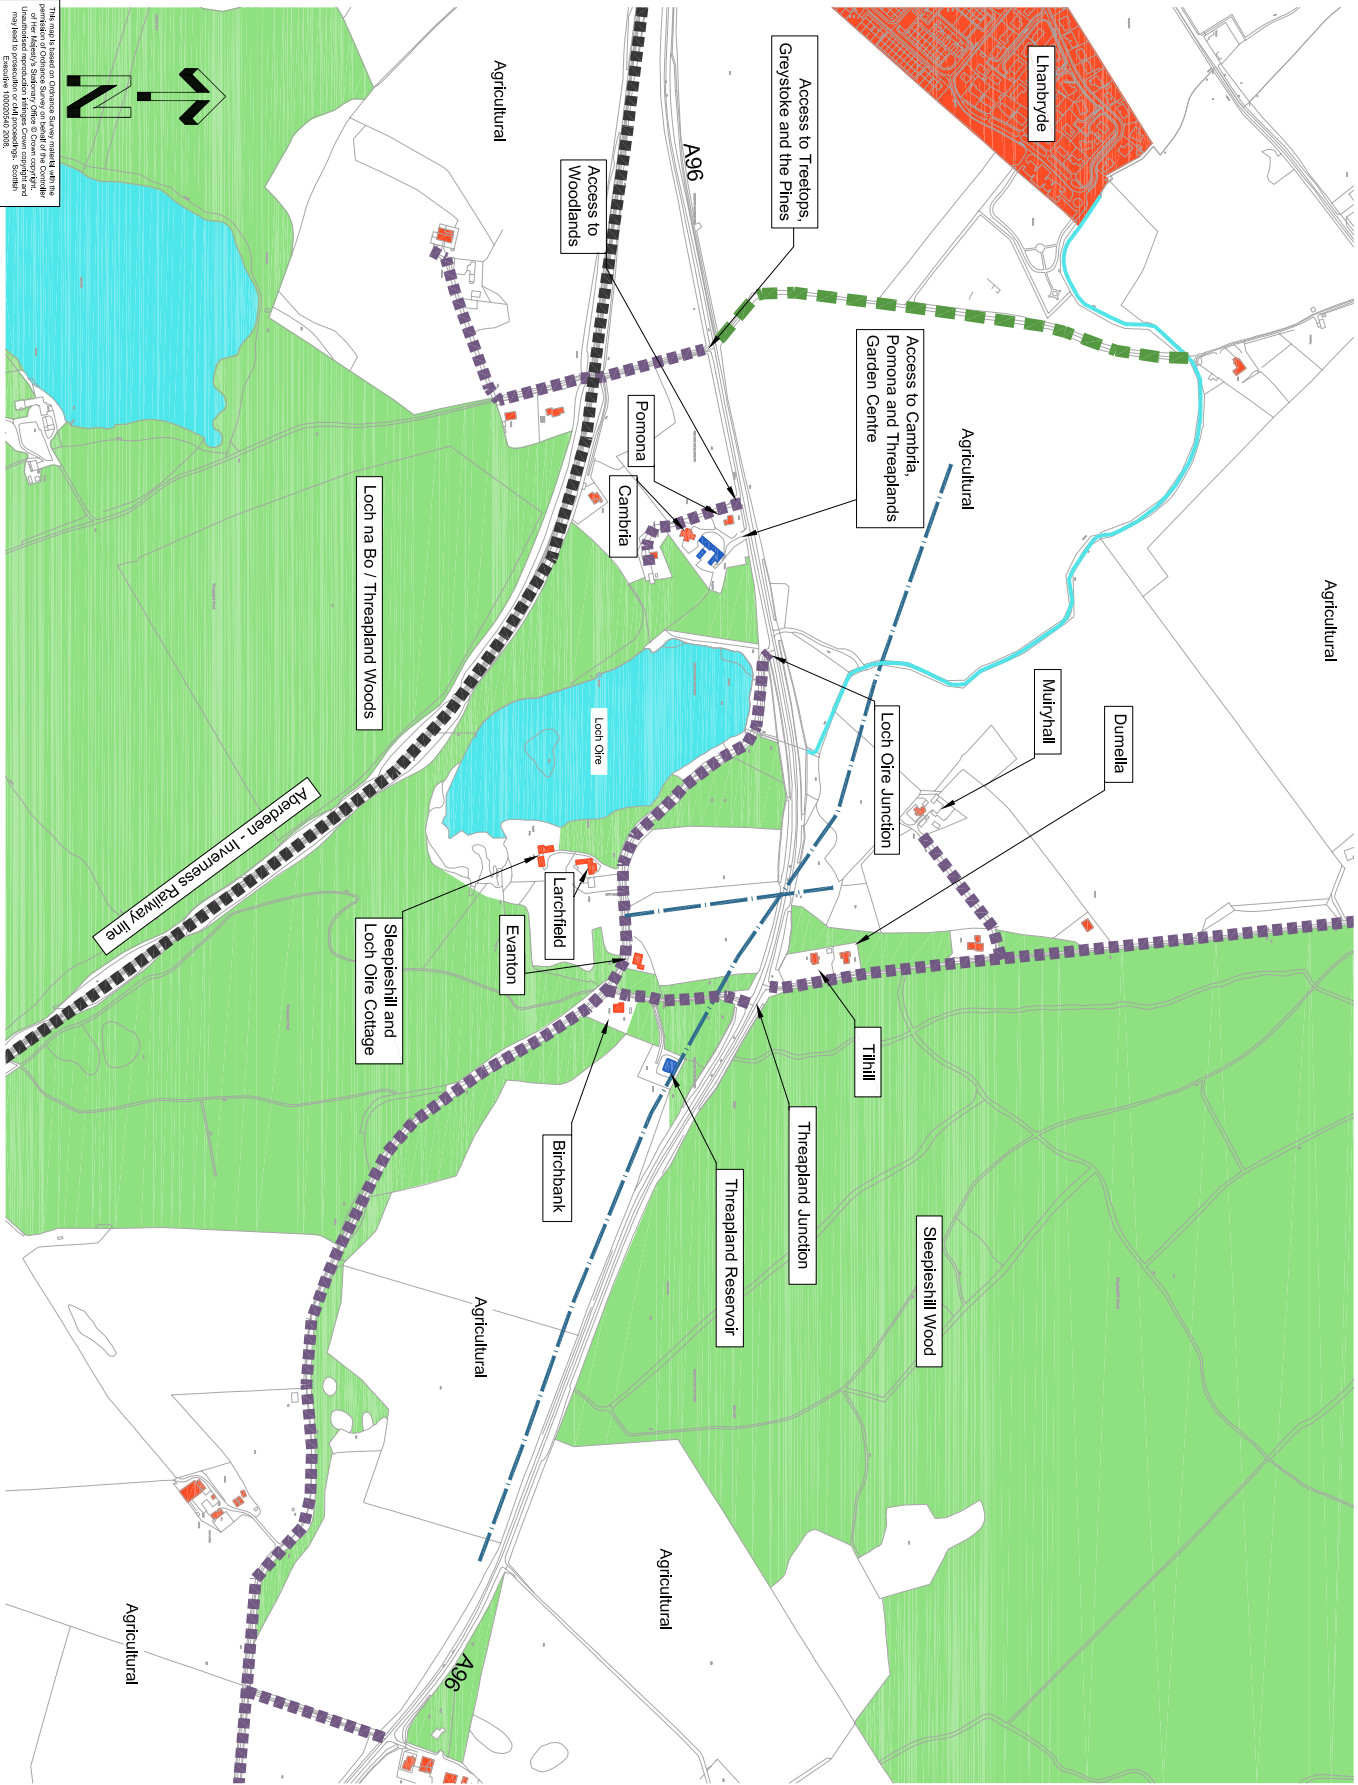 Lhanbryde
Agricultural
Access to Treetops,
Greystoke and the Pines
A96
Agricultural
Access to
Woodlands
Access to Cambria,
Pomona and Threaplands
Garden Centre
Agricultural
Pomona
Cambria
Loch na Bo / Threapland Woods
Muiryhall
Dumella
Loch Oire Junction
Loch Oire
Aberdeen - Inverness Railway line
Larchfield
Sleepieshill and
Loch Oire Cottage
Evanton
Tilhill
Threapland Junction
Birchbank
Threapland Reservoir
Sleepieshill Wood
Agricultural
Agricultural
Agricultural
A96
N
This map is based on Ordnance Survey material with the
permission of Ordnance Survey on behalf of the Controller
of Her Majesty's Stationary Office © Crown copyright.
Unauthorised reproduction infringes Crown copyright and
may lead to prosecution or civil proceedings. Scottish
Executive 100020540 2008.